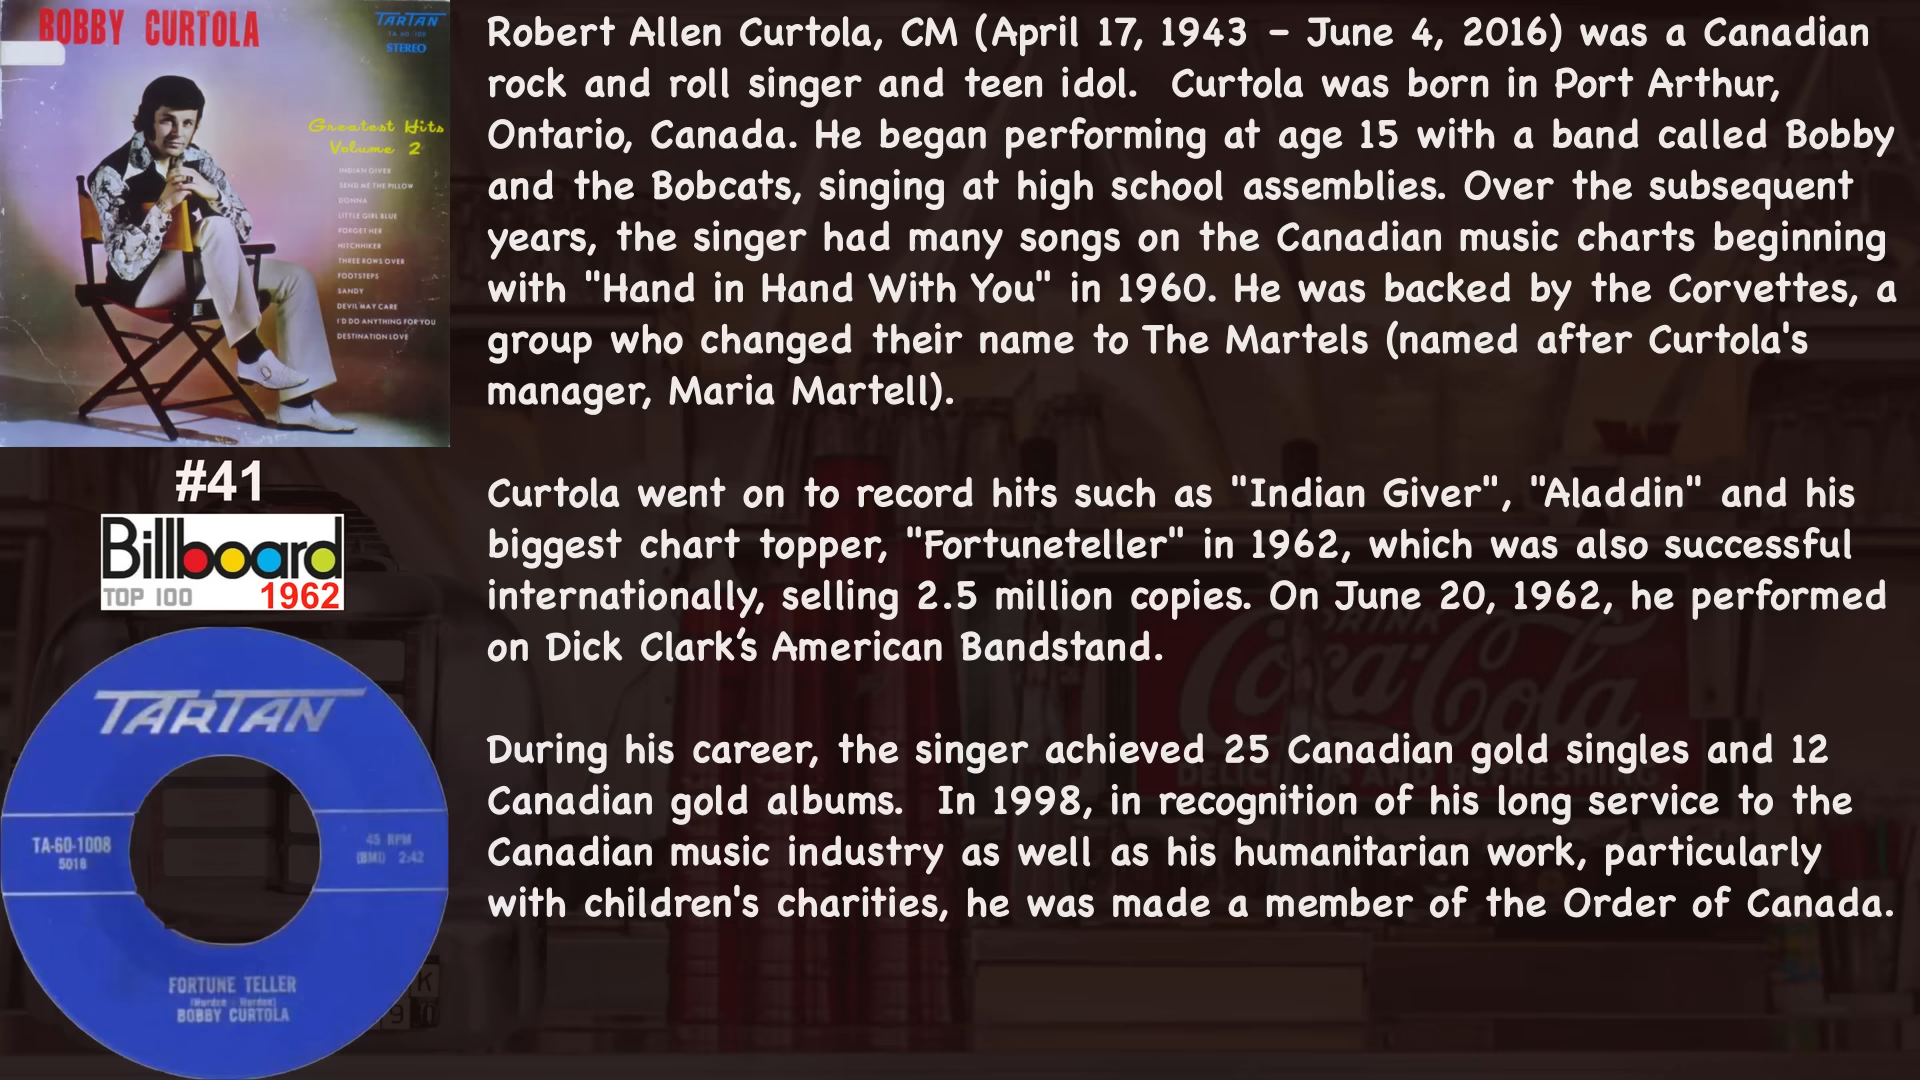 BOBBY CURTOLA
TARTAN
TA 60-105
STEREO
Greatest Hits
Volume 2
INDIAN GIVER
SEND ME THE PILLOW
DONNA
LITTLE GIRL BLUE
FORGET HER
HITCHHIKER
THREE ROWS OVER
FOOTSTEPS
SANDY
DEVIL MAY CARE
I'D DO ANYTHING FOR YOU
DESTINATION LOVE
#41
Billboard
TOP 100 1962
TARTAN
TA-60-1008
5018
45 RPM
(BMI) 2:42
FORTUNE TELLER
BOBBY CURTOLA
Robert Allen Curtola, CM (April 17, 1943 – June 4, 2016) was a Canadian
rock and roll singer and teen idol. Curtola was born in Port Arthur,
Ontario, Canada. He began performing at age 15 with a band called Bobby
and the Bobcats, singing at high school assemblies. Over the subsequent
years, the singer had many songs on the Canadian music charts beginning
with "Hand in Hand With You" in 1960. He was backed by the Corvettes, a
group who changed their name to The Martels (named after Curtola's
manager, Maria Martell).
Curtola went on to record hits such as "Indian Giver", "Aladdin" and his
biggest chart topper, "Fortuneteller" in 1962, which was also successful
internationally, selling 2.5 million copies. On June 20, 1962, he performed
on Dick Clark’s American Bandstand.
During his career, the singer achieved 25 Canadian gold singles and 12
Canadian gold albums. In 1998, in recognition of his long service to the
Canadian music industry as well as his humanitarian work, particularly
with children's charities, he was made a member of the Order of Canada.
DRINK
Coca-Cola
DELICIOUS AND REFRESHING